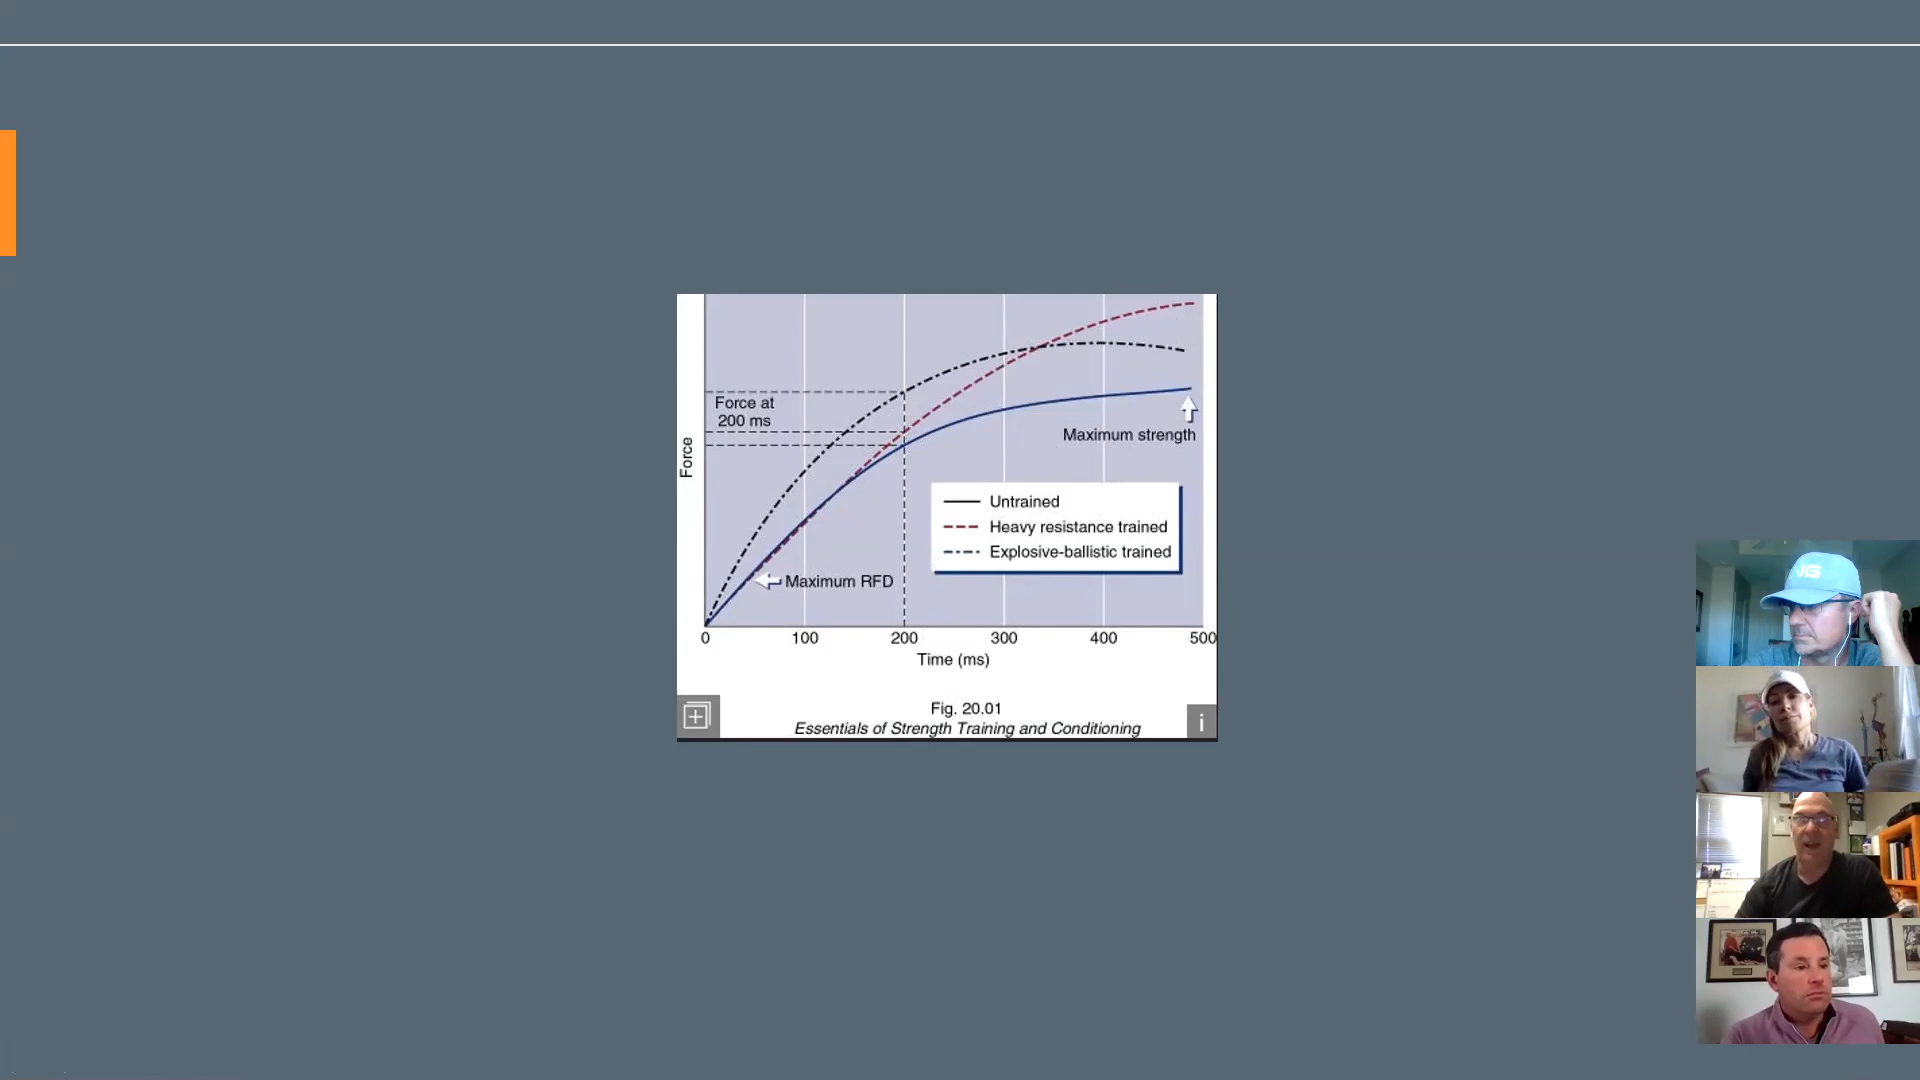 Force at
200 ms
Force
Maximum strength
Untrained
Heavy resistance trained
Explosive-ballistic trained
Maximum RFD
0 100 200 300 400 500
Time (ms)
Fig. 20.01
Essentials of Strength Training and Conditioning
i
NG